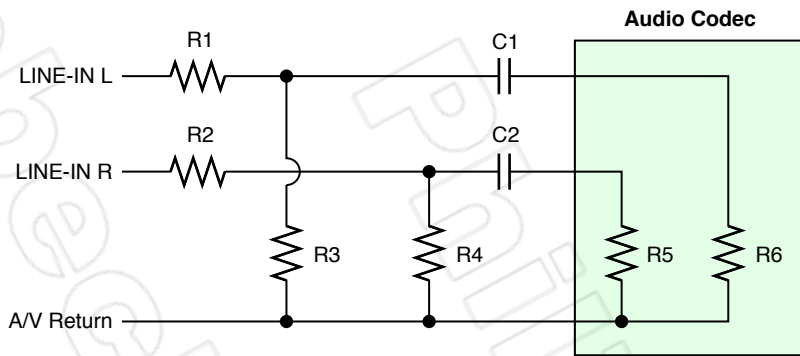 Audio Codec
R1
C1
LINE-IN L
R2
C2
LINE-IN R
R3
R4
R5
R6
A/V Return